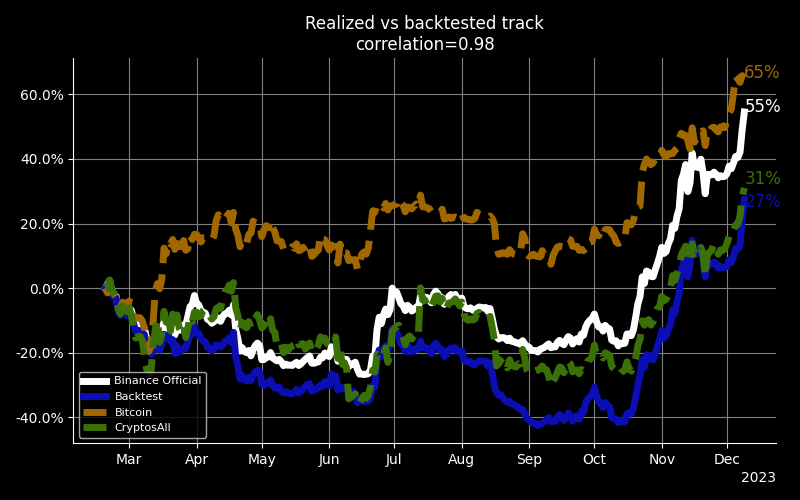 Realized vs backtested track
correlation=0.98
65%
60.0%
55%
40.0%
31%
27%
20.0%
0.0%
-20.0%
-40.0%
Binance Official
Backtest
Bitcoin
CryptosAll
Mar Apr May Jun Jul Aug Sep Oct Nov Dec
2023